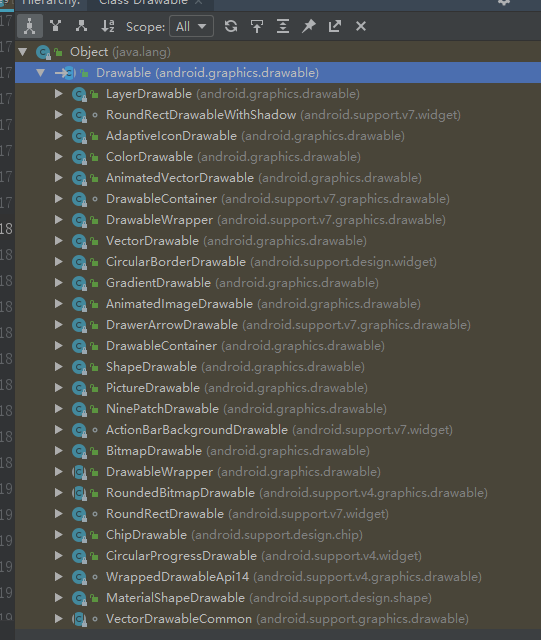 Hierarchy: Class Drawable
Scope: All
Object (java.lang)
Drawable (android.graphics.drawable)
LayerDrawable (android.graphics.drawable)
RoundRectDrawableWithShadow (android.support.v7.widget)
AdaptiveIconDrawable (android.graphics.drawable)
ColorDrawable (android.graphics.drawable)
AnimatedVectorDrawable (android.graphics.drawable)
DrawableContainer (android.support.v7.graphics.drawable)
DrawableWrapper (android.support.v7.graphics.drawable)
VectorDrawable (android.graphics.drawable)
CircularBorderDrawable (android.support.design.widget)
GradientDrawable (android.graphics.drawable)
AnimatedImageDrawable (android.graphics.drawable)
DrawerArrowDrawable (android.support.v7.graphics.drawable)
DrawableContainer (android.graphics.drawable)
ShapeDrawable (android.graphics.drawable)
PictureDrawable (android.graphics.drawable)
NinePatchDrawable (android.graphics.drawable)
ActionBarBackgroundDrawable (android.support.v7.widget)
BitmapDrawable (android.graphics.drawable)
DrawableWrapper (android.graphics.drawable)
RoundedBitmapDrawable (android.support.v4.graphics.drawable)
RoundRectDrawable (android.support.v7.widget)
ChipDrawable (android.support.design.chip)
CircularProgressDrawable (android.support.v4.widget)
WrappedDrawableApi14 (android.support.v4.graphics.drawable)
MaterialShapeDrawable (android.support.design.shape)
VectorDrawableCommon (android.support.graphics.drawable)